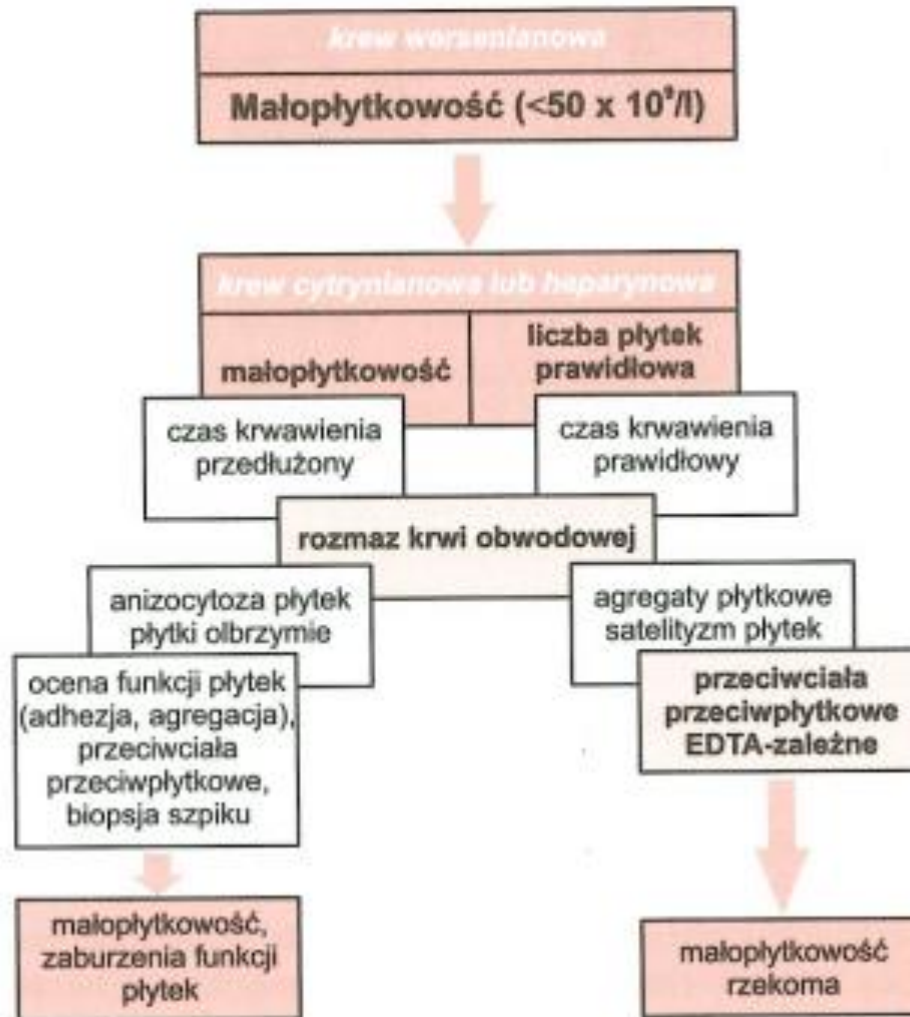 krew wersenianowa
Małopłytkowość (<50 x 10⁹/l)
krew cytrynianowa lub heparynowa
małopłytkowość
liczba płytek
prawidłowa
czas krwawienia
przedłużony
czas krwawienia
prawidłowy
rozmaz krwi obwodowej
anizocytoza płytek
płytki olbrzymie
agregaty płytkowe
satelityzm płytek
ocena funkcji płytek
(adhezja, agregacja),
przeciwciała
przeciwpłytkowe,
biopsja szpiku
przeciwciała
przeciwpłytkowe
EDTA-zależne
małopłytkowość,
zaburzenia funkcji
płytek
małopłytkowość
rzekoma